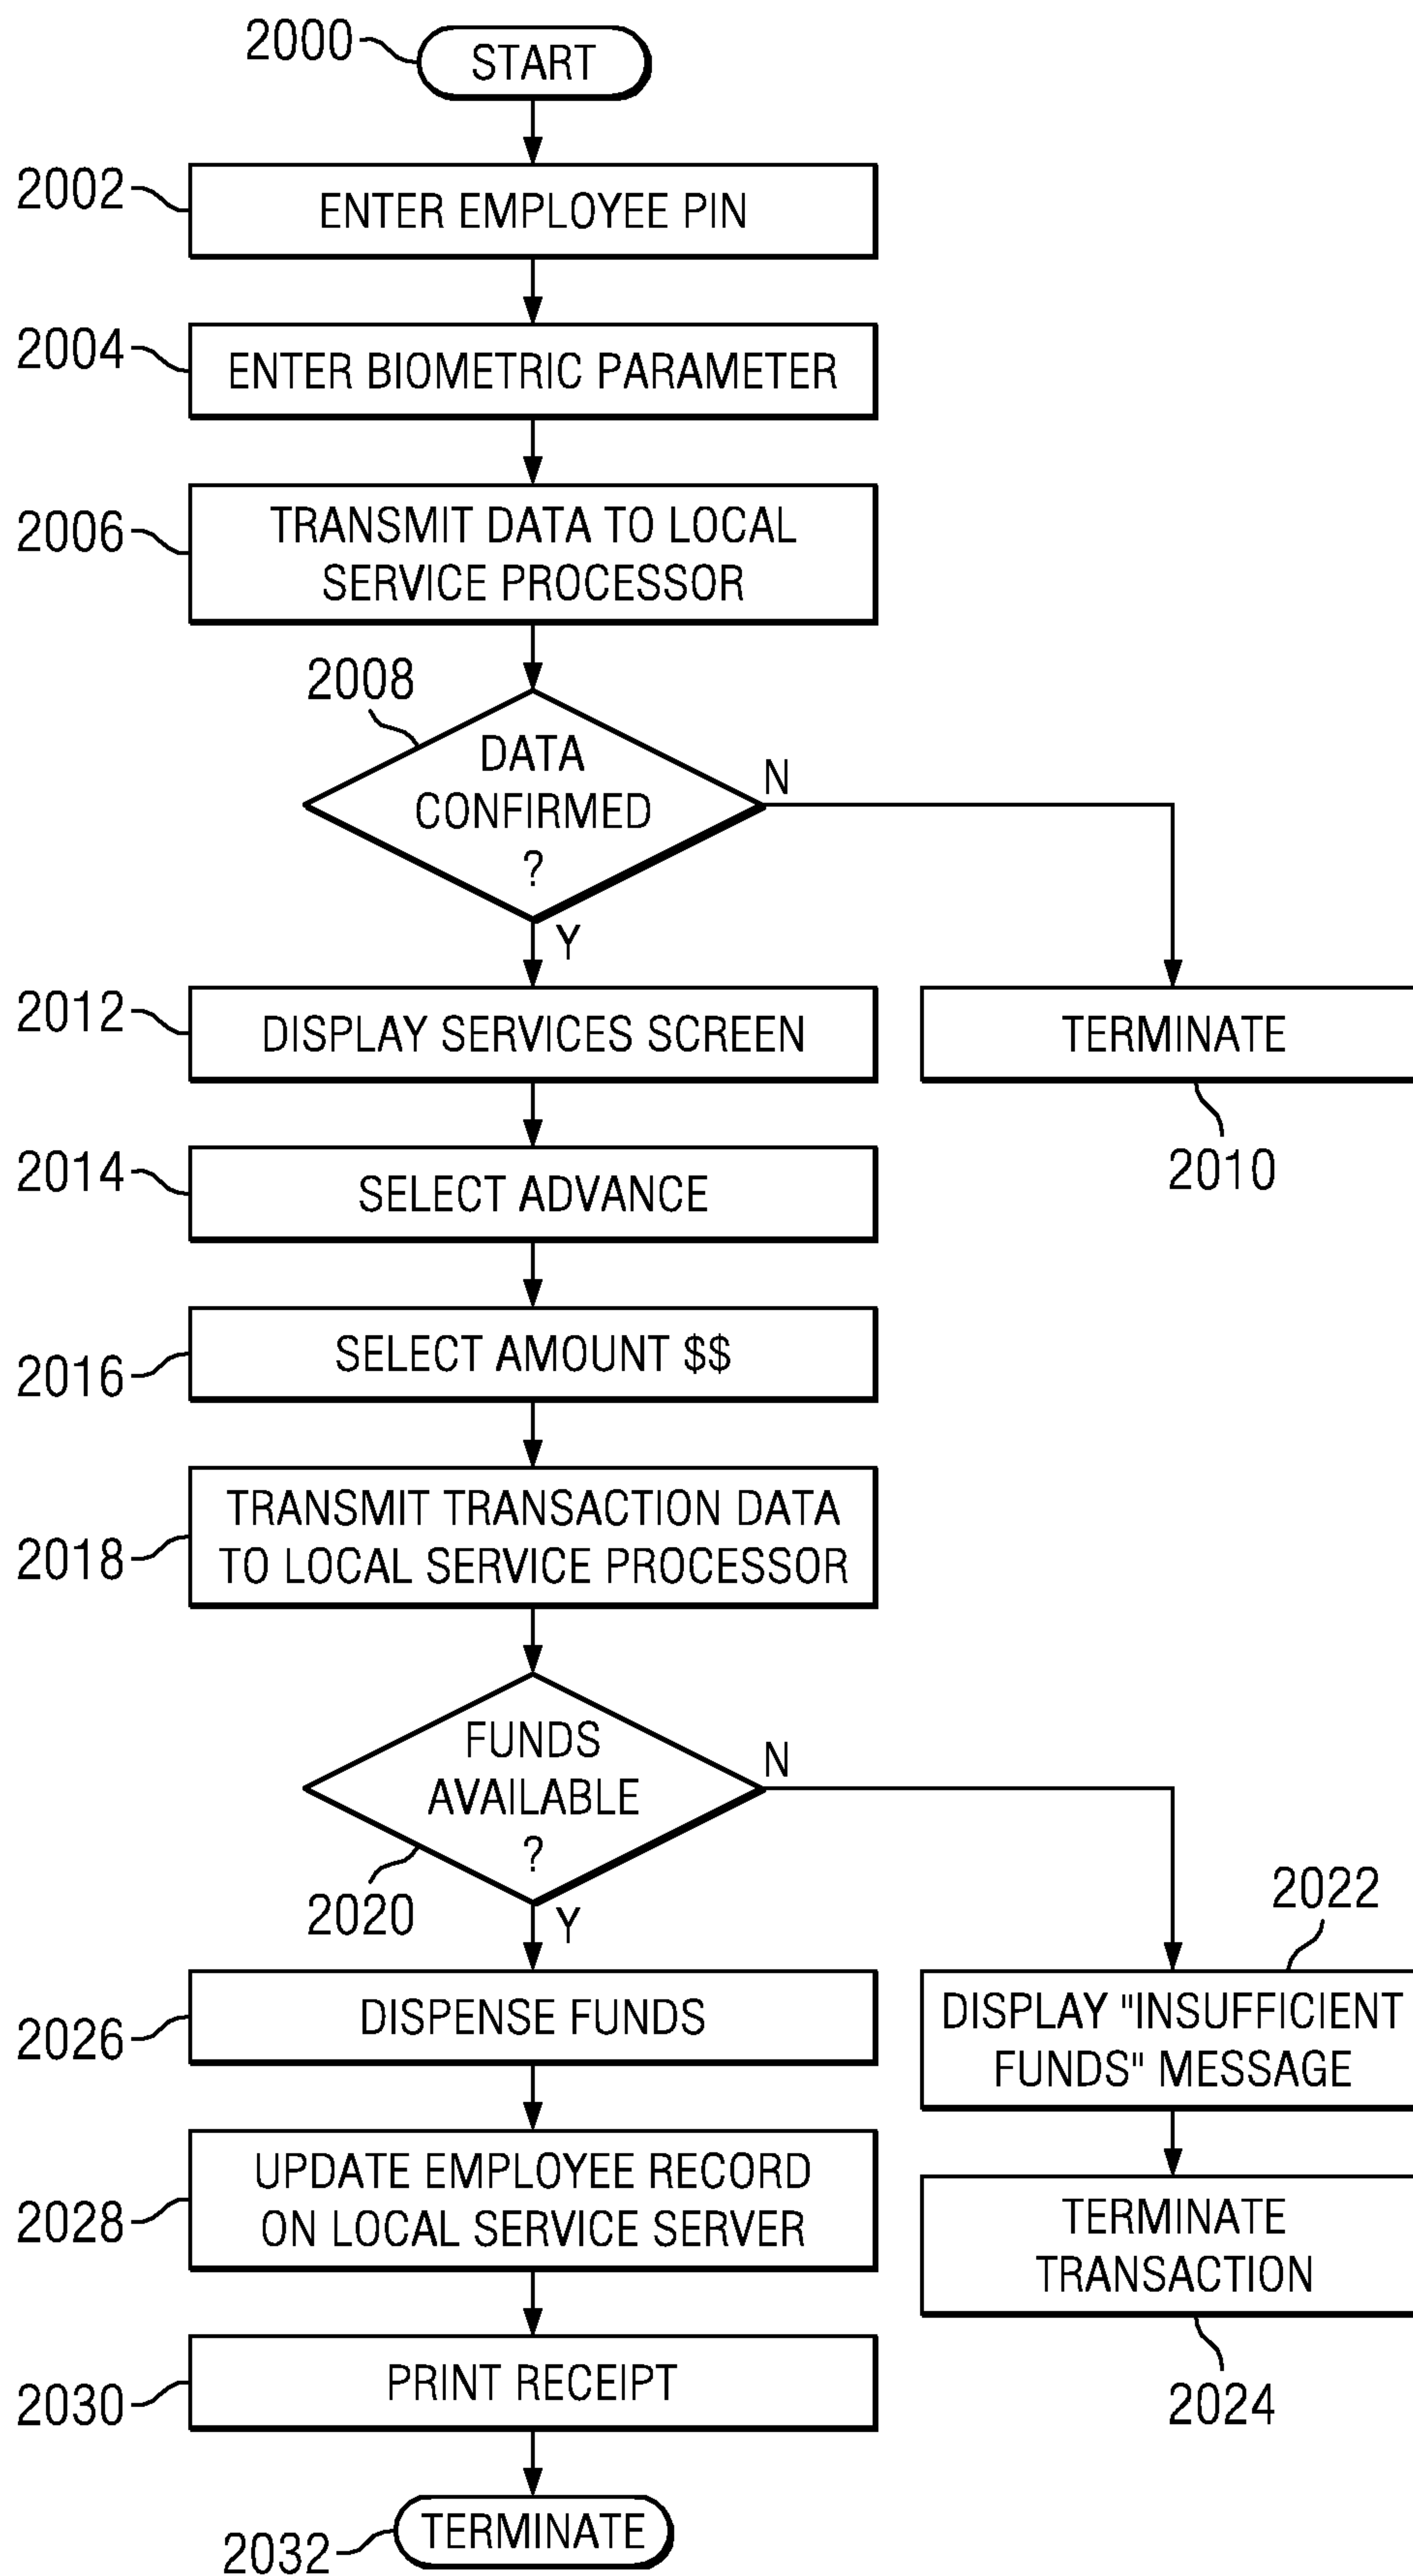 2000
START
2002
ENTER EMPLOYEE PIN
2004
ENTER BIOMETRIC PARAMETER
2006
TRANSMIT DATA TO LOCAL
SERVICE PROCESSOR
2008
DATA
CONFIRMED
?
N
Y
2012
DISPLAY SERVICES SCREEN
TERMINATE
2010
2014
SELECT ADVANCE
2016
SELECT AMOUNT $$
2018
TRANSMIT TRANSACTION DATA
TO LOCAL SERVICE PROCESSOR
FUNDS
AVAILABLE
?
N
2020
Y
2022
2026
DISPENSE FUNDS
DISPLAY "INSUFFICIENT
FUNDS" MESSAGE
2028
UPDATE EMPLOYEE RECORD
ON LOCAL SERVICE SERVER
TERMINATE
TRANSACTION
2024
2030
PRINT RECEIPT
2032
TERMINATE